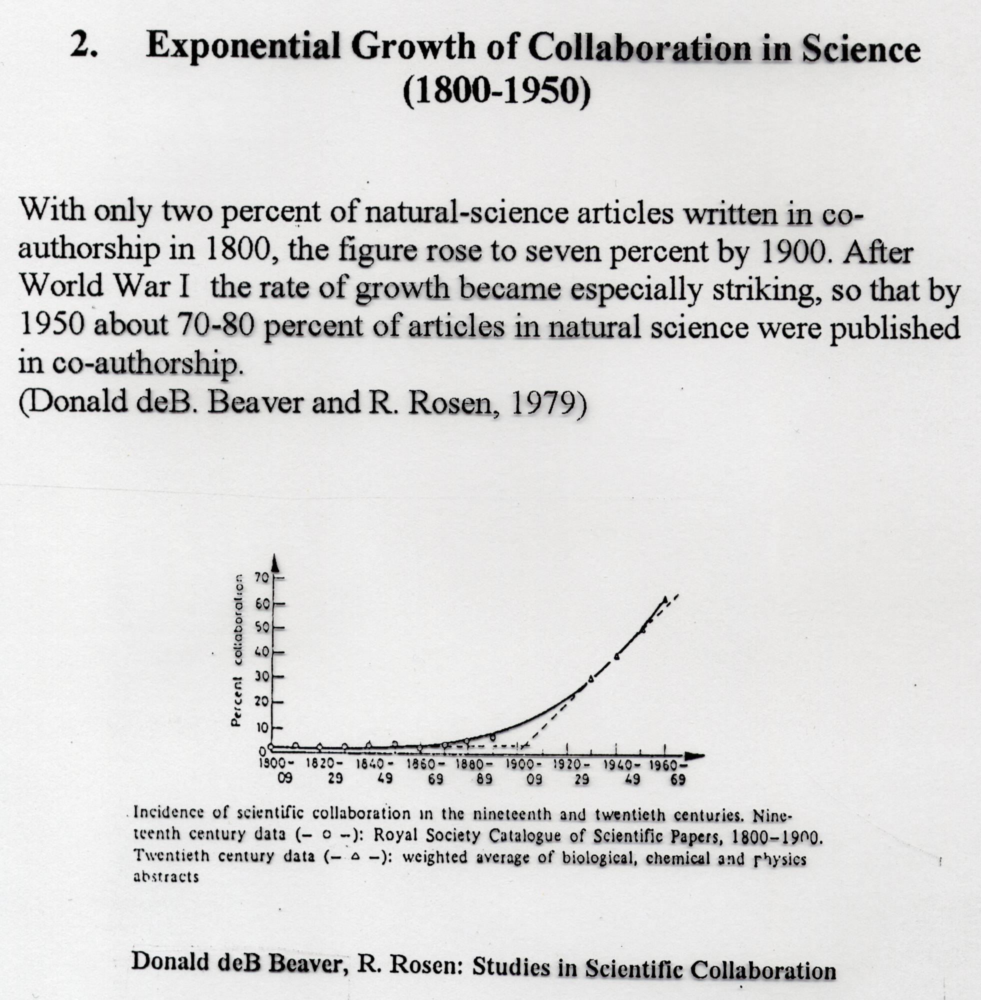 2. Exponential Growth of Collaboration in Science
(1800-1950)
With only two percent of natural-science articles written in co-
authorship in 1800, the figure rose to seven percent by 1900. After
World War I the rate of growth became especially striking, so that by
1950 about 70-80 percent of articles in natural science were published
in co-authorship.
(Donald deB. Beaver and R. Rosen, 1979)
Percent collaboration
70
60
50
40
30
20
10
0
1800- 1820- 1840- 1860- 1880- 1900- 1920- 1940- 1960-
09 29 49 69 89 09 29 49 69
Incidence of scientific collaboration in the nineteenth and twentieth centuries. Nine-
teenth century data (– o –): Royal Society Catalogue of Scientific Papers, 1800–1900.
Twentieth century data (– △ –): weighted average of biological, chemical and physics
abstracts
Donald deB Beaver, R. Rosen: Studies in Scientific Collaboration